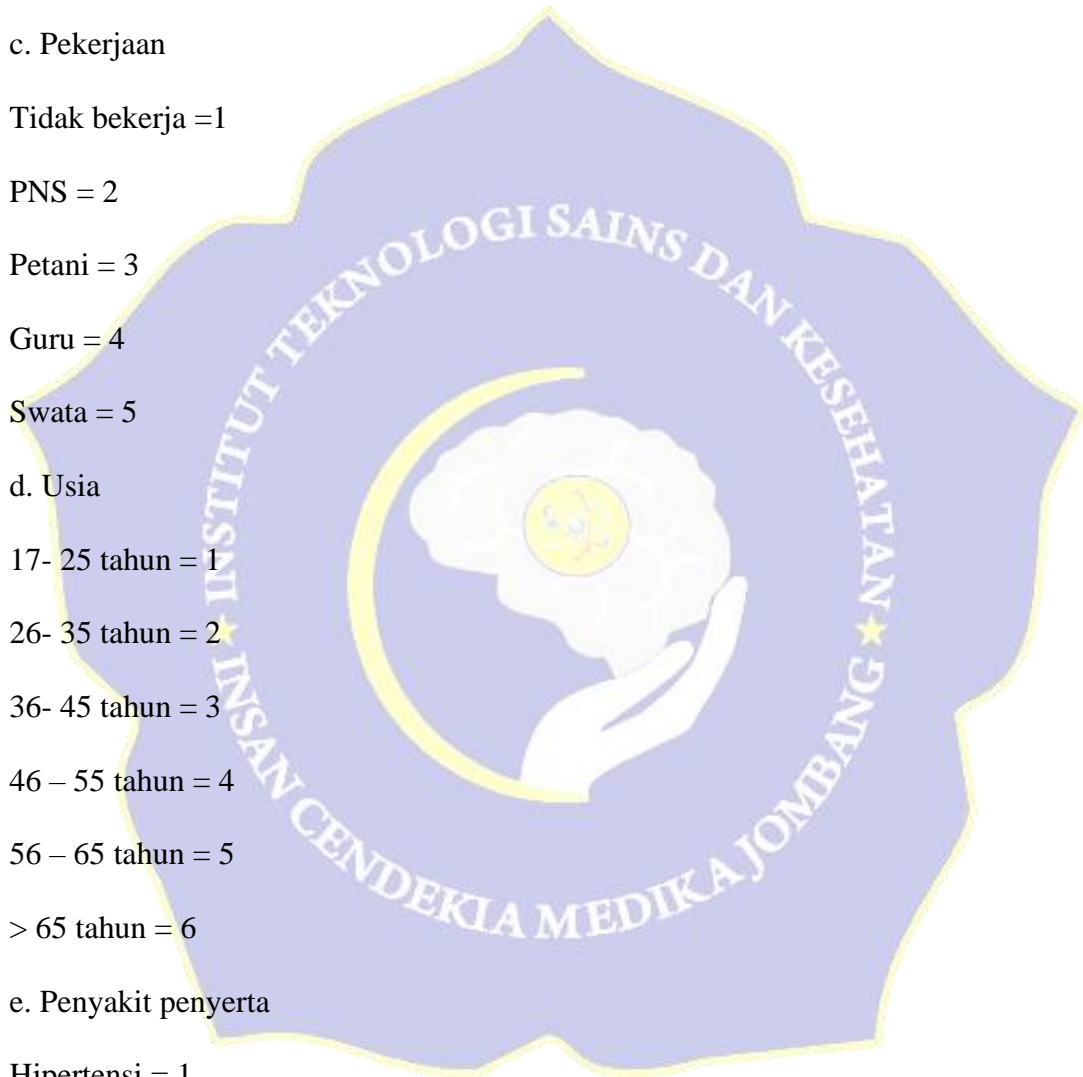 c. Pekerjaan
Tidak bekerja =1
PNS = 2
Petani = 3
Guru = 4
Swata = 5
d. Usia
17- 25 tahun = 1
26- 35 tahun = 2
36- 45 tahun = 3
46 – 55 tahun = 4
56 – 65 tahun = 5
> 65 tahun = 6
e. Penyakit penyerta
Hipertensi = 1
INSTITUT TEKNOLOGI SAINS DAN KESEHATAN
INSAN CENDEKIA MEDIKA JOMBANG